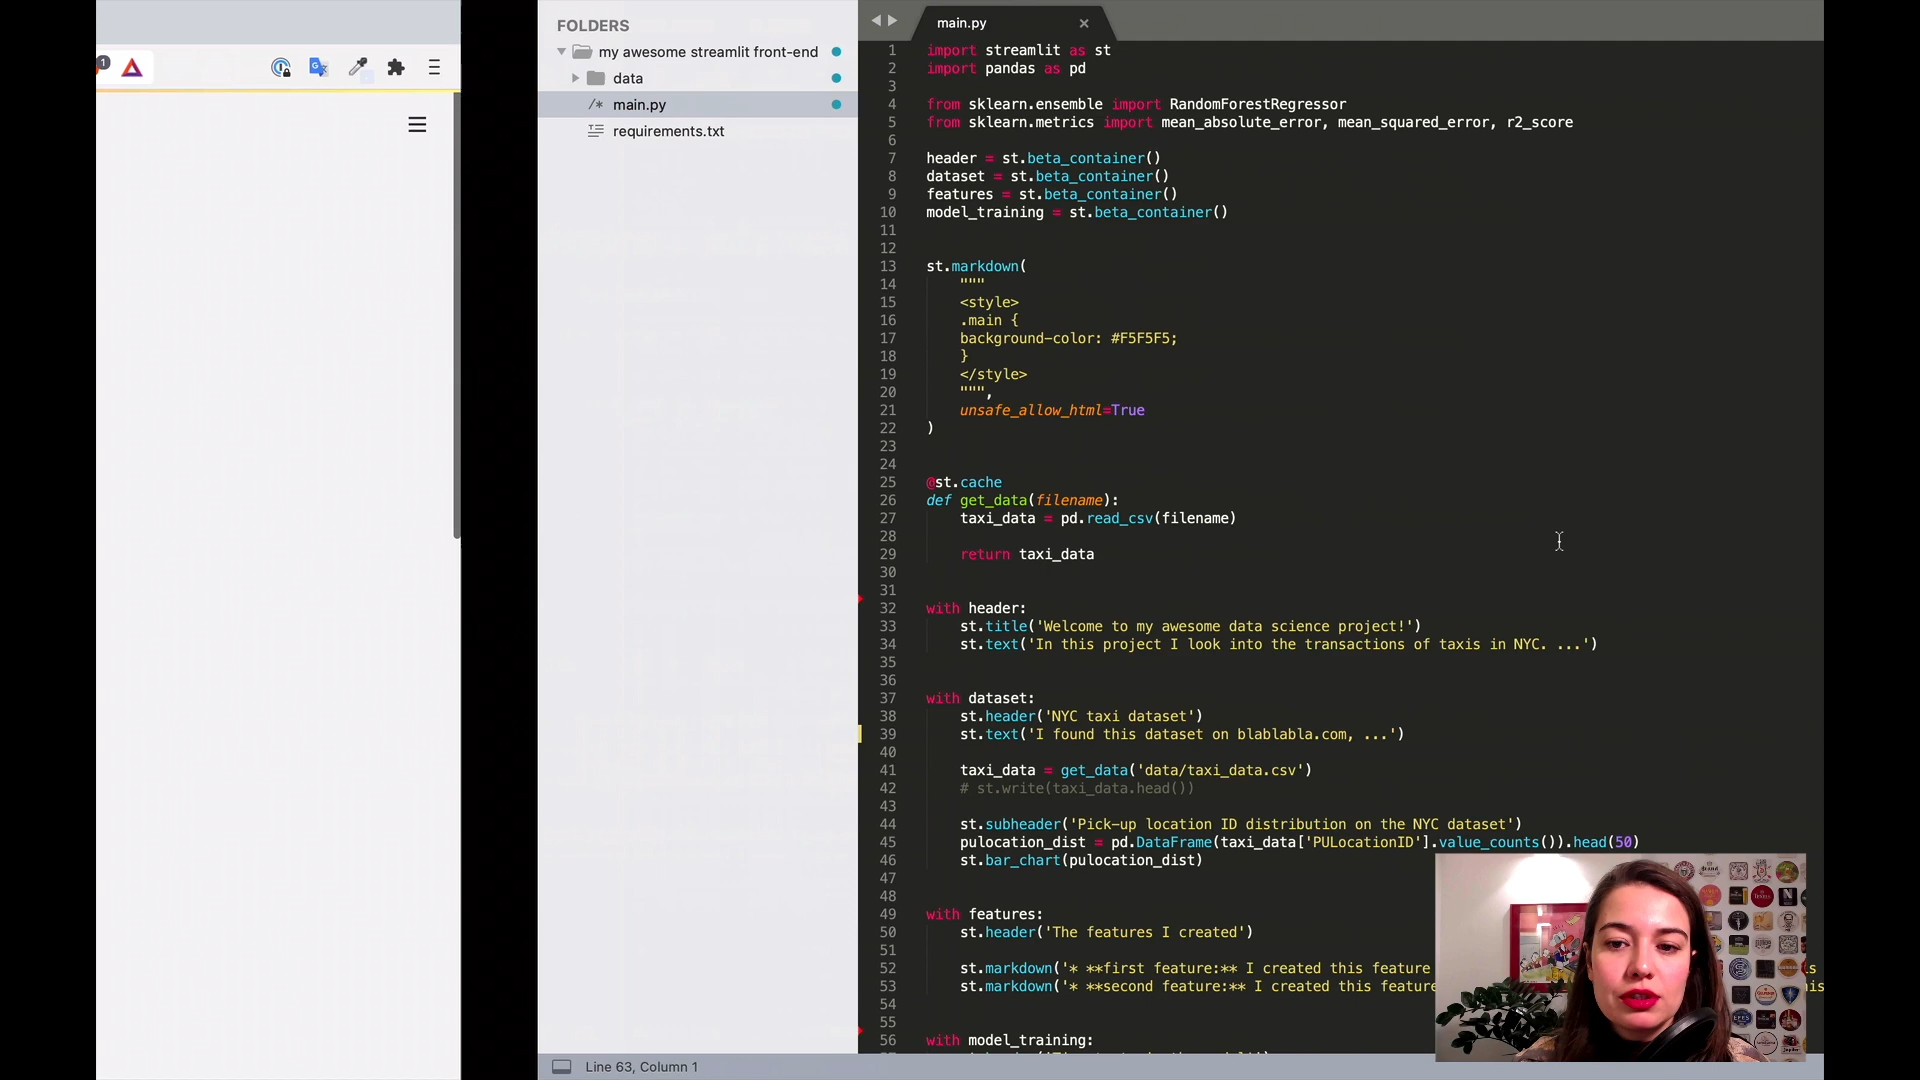 1
FOLDERS
my awesome streamlit front-end
data
/* main.py
requirements.txt
main.py
1 import streamlit as st
2 import pandas as pd
3
4 from sklearn.ensemble import RandomForestRegressor
5 from sklearn.metrics import mean_absolute_error, mean_squared_error, r2_score
6
7 header = st.beta_container()
8 dataset = st.beta_container()
9 features = st.beta_container()
10 model_training = st.beta_container()
11
12
13 st.markdown(
14 """
15 <style>
16 .main {
17 background-color: #F5F5F5;
18 }
19 </style>
20 """,
21 unsafe_allow_html=True
22 )
23
24
25 @st.cache
26 def get_data(filename):
27 taxi_data = pd.read_csv(filename)
28
29 return taxi_data
30
31
32 with header:
33 st.title('Welcome to my awesome data science project!')
34 st.text('In this project I look into the transactions of taxis in NYC. ...')
35
36
37 with dataset:
38 st.header('NYC taxi dataset')
39 st.text('I found this dataset on blablabla.com, ...')
40
41 taxi_data = get_data('data/taxi_data.csv')
42 # st.write(taxi_data.head())
43
44 st.subheader('Pick-up location ID distribution on the NYC dataset')
45 pulocation_dist = pd.DataFrame(taxi_data['PULocationID'].value_counts()).head(50)
46 st.bar_chart(pulocation_dist)
47
48
49 with features:
50 st.header('The features I created')
51
52 st.markdown('* **first feature:** I created this feature
53 st.markdown('* **second feature:** I created this feature
54
55
56 with model_training:
Line 63, Column 1